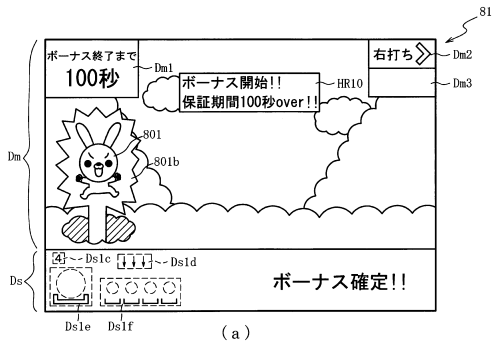 81
ボーナス終了まで
100秒
Dm1
右打ち
Dm2
Dm3
ボーナス開始!!
保証期間100秒over!!
HR10
Dm
801
801b
Ds
4
Ds1c
Ds1d
ボーナス確定!!
Ds1e
Ds1f
(a)